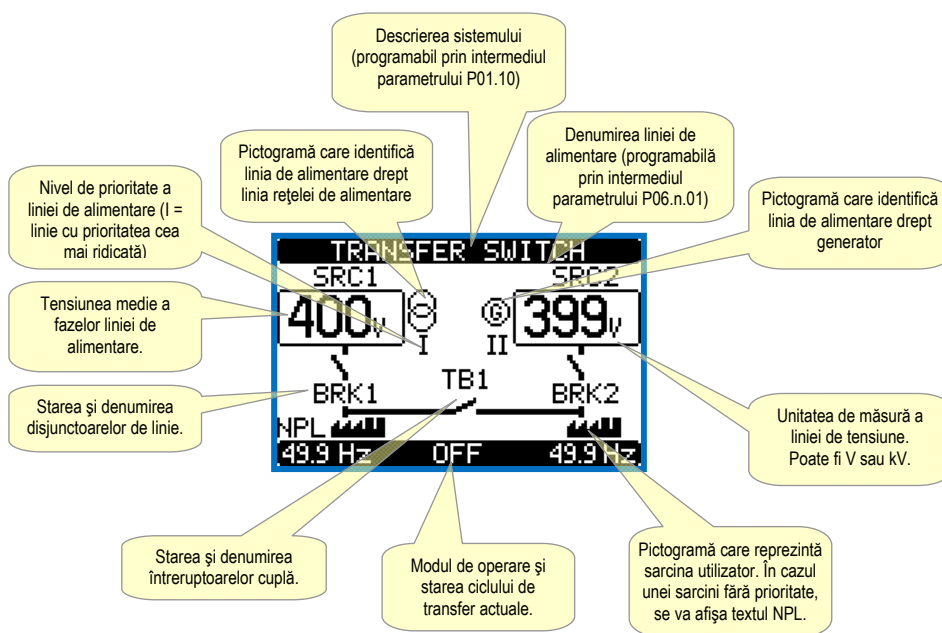 Descrierea sistemului
(programabil prin intermediul
parametrului P01.10)
Pictogramă care identifică
linia de alimentare drept
linia reţelei de alimentare
Denumirea liniei de
alimentare (programabilă
prin intermediul
parametrului P06.n.01)
Nivel de prioritate a
liniei de alimentare (I =
linie cu prioritatea cea
mai ridicată)
Pictogramă care identifică
linia de alimentare drept
generator
Tensiunea medie a
fazelor liniei de
alimentare.
Starea şi denumirea
disjunctoarelor de linie.
TRANSFER SWITCH
SRC1 SRC2
400V G 399V
I II
TB1
BRK1 BRK2
NPL
49.9 Hz OFF 49.9 Hz
Unitatea de măsură a
liniei de tensiune.
Poate fi V sau kV.
Starea şi denumirea
întreruptoarelor cuplă.
Modul de operare şi
starea ciclului de
transfer actuale.
Pictogramă care reprezintă
sarcina utilizator. În cazul
unei sarcini fără prioritate,
se va afişa textul NPL.